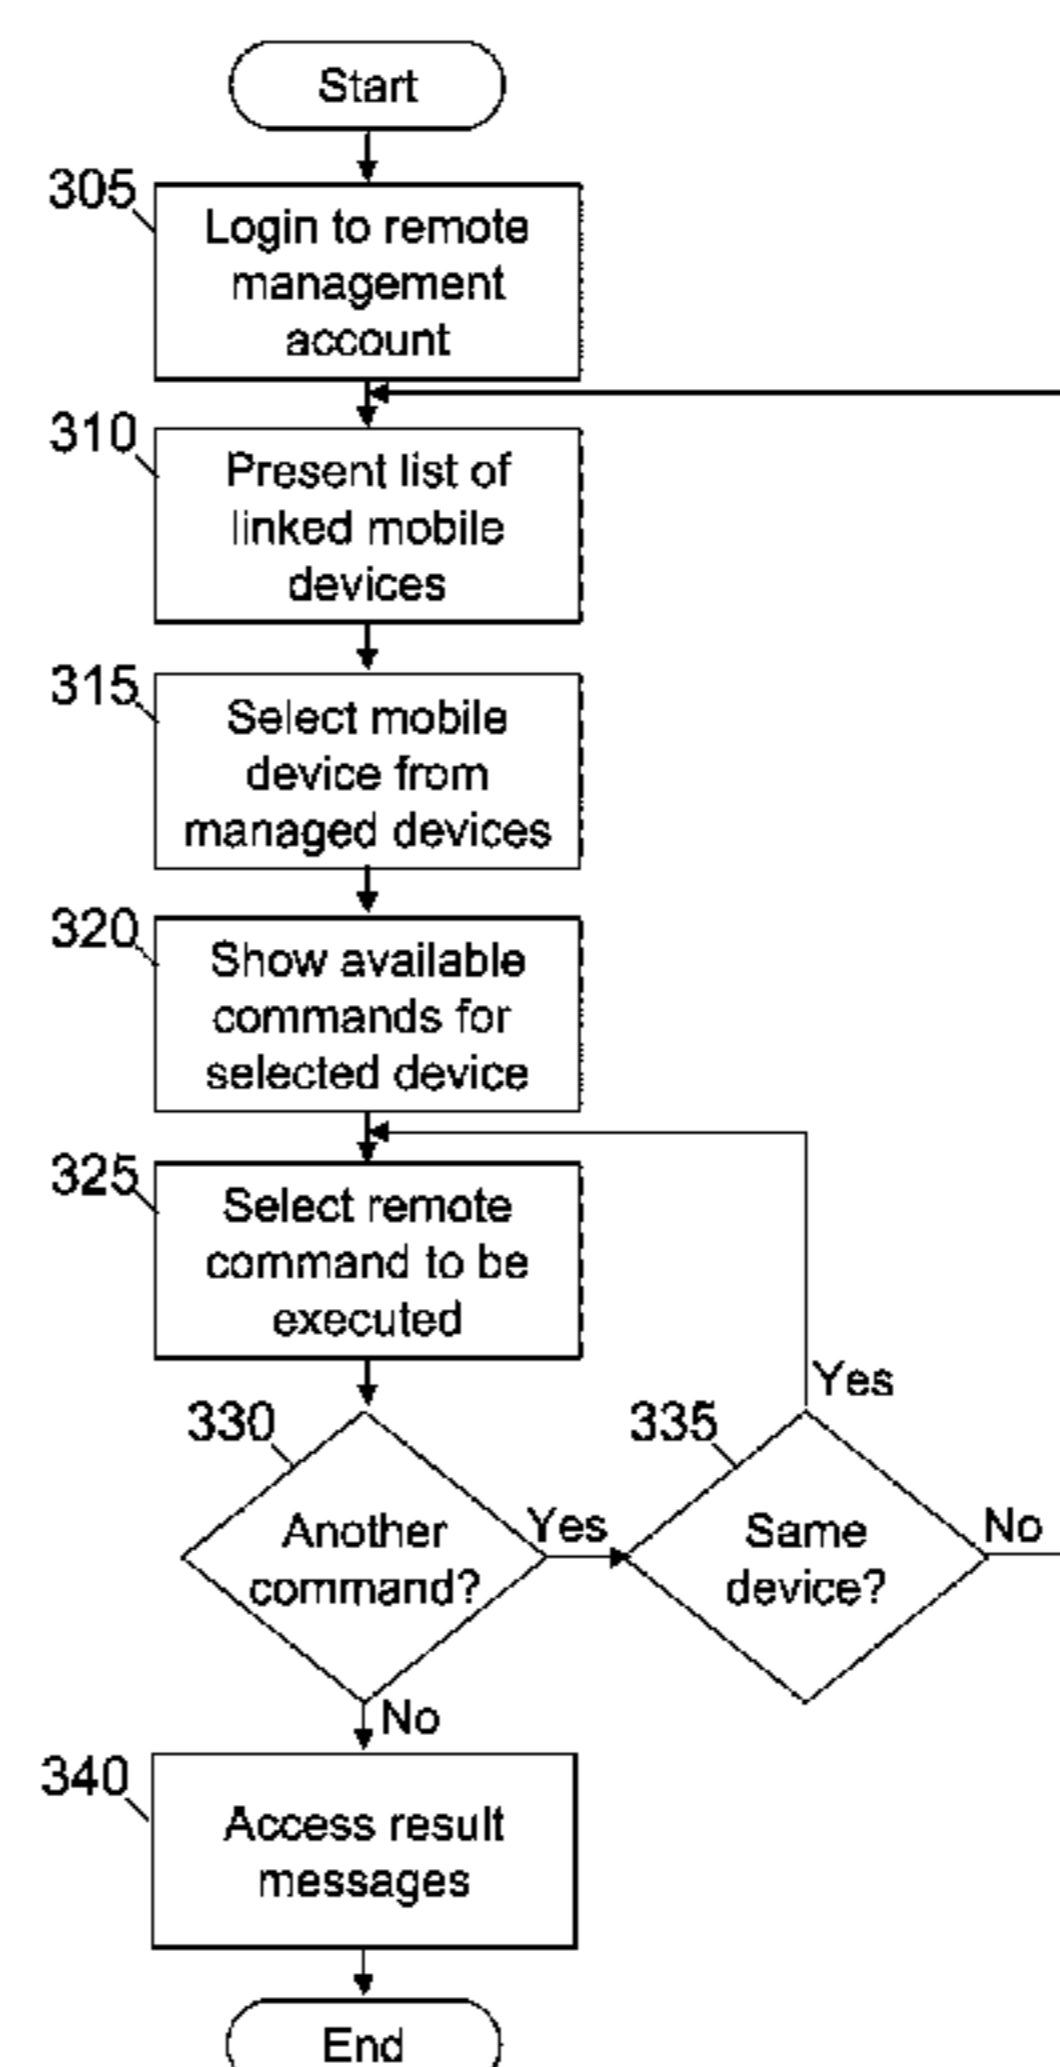 Start
305
Login to remote
management
account
310
Present list of
linked mobile
devices
315
Select mobile
device from
managed devices
320
Show available
commands for
selected device
325
Select remote
command to be
executed
Yes
330
335
Another
command?
Yes
Same
device?
No
No
340
Access result
messages
End